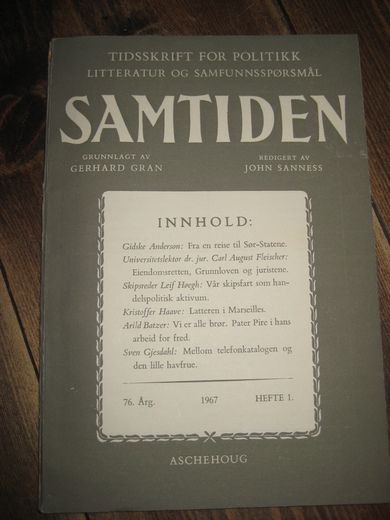 TIDSSKRIFT FOR POLITIKK
LITTERATUR OG SAMFUNNSSPØRSMÅL
SAMTIDEN
GRUNNLAGT AV
GERHARD GRAN
REDIGERT AV
JOHN SANNESS
INNHOLD:
Gidske Anderson: Fra en reise til Sør-Statene.
Universitetslektor dr. jur. Carl August Fleischer:
Eiendomsretten, Grunnloven og juristene.
Skipsreder Leif Høegh: Vår skipsfart som han-
delspolitisk aktivum.
Kristoffer Haave: Latteren i Marseilles.
Arild Batzer: Vi er alle brør. Pater Pire i hans
arbeid for fred.
Sven Gjesdahl: Mellom telefonkatalogen og
den lille havfrue.
76. Årg. 1967 HEFTE 1.
ASCHEHOUG